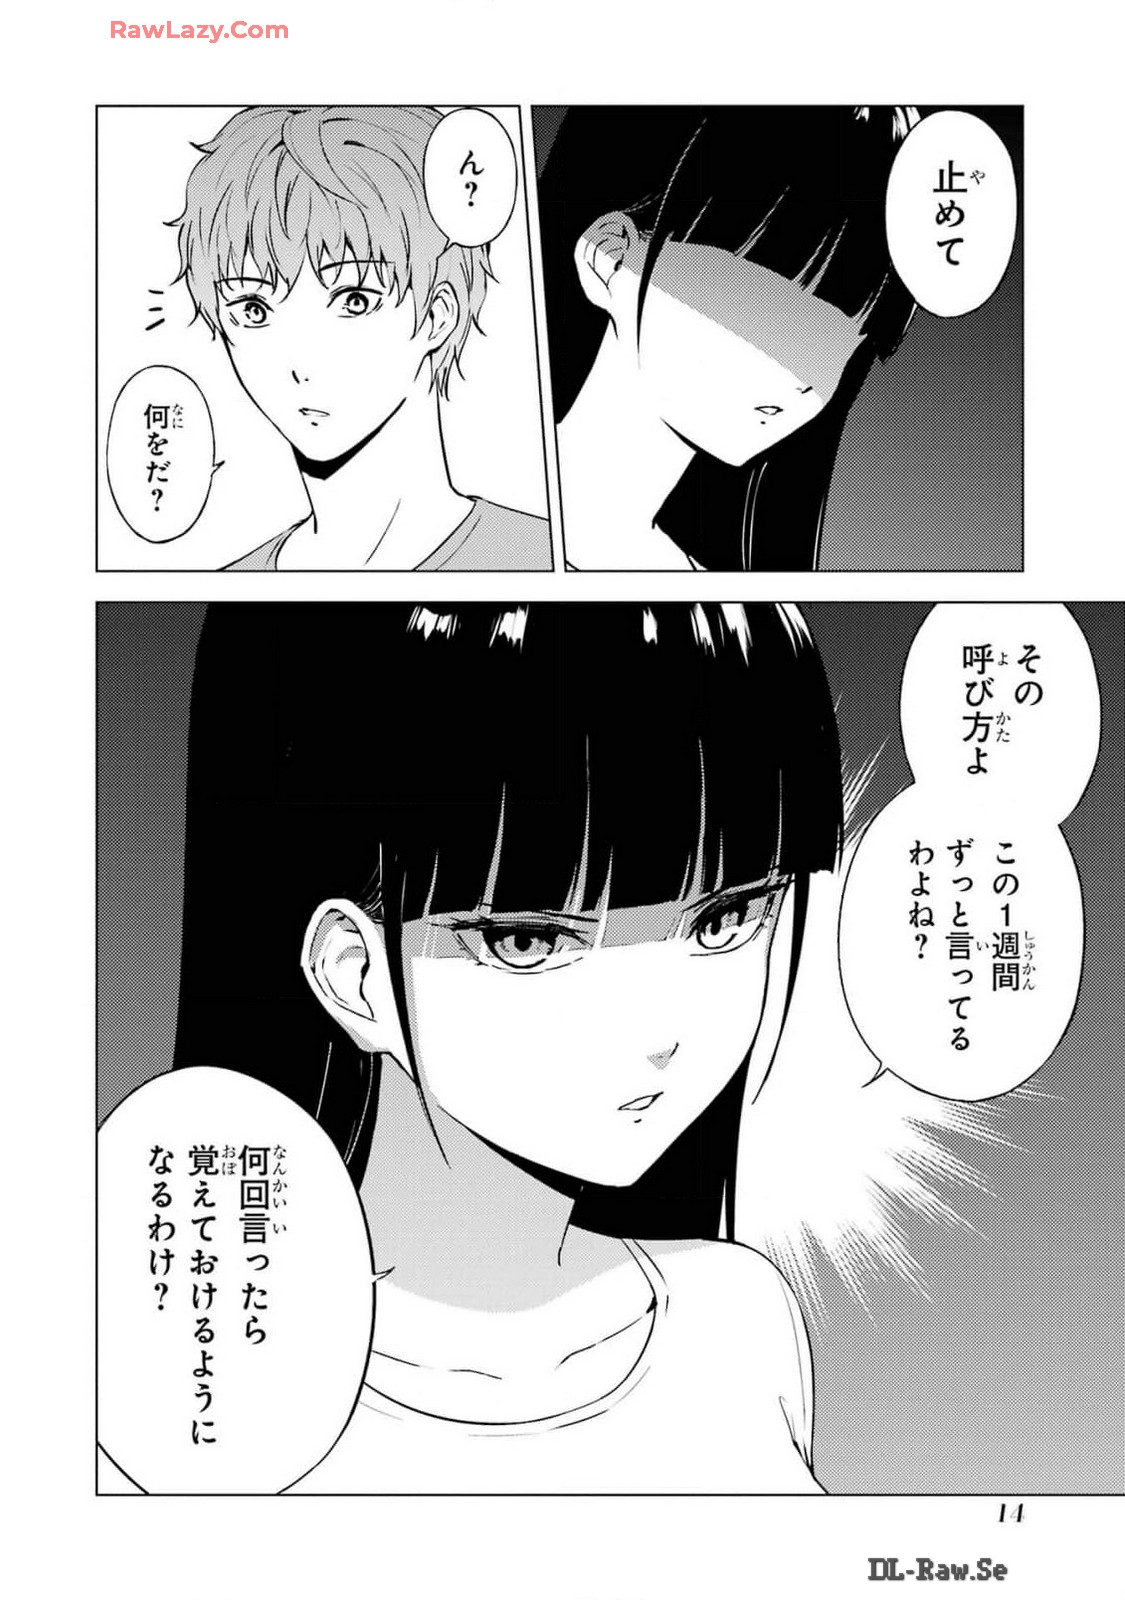 RawLazy.Com
止めて
ん?
何をだ?
その
呼び方よ
この1週間
ずっと言ってる
わよね?
何回言ったら
覚えておけるように
なるわけ?
14
DL-Raw.Se